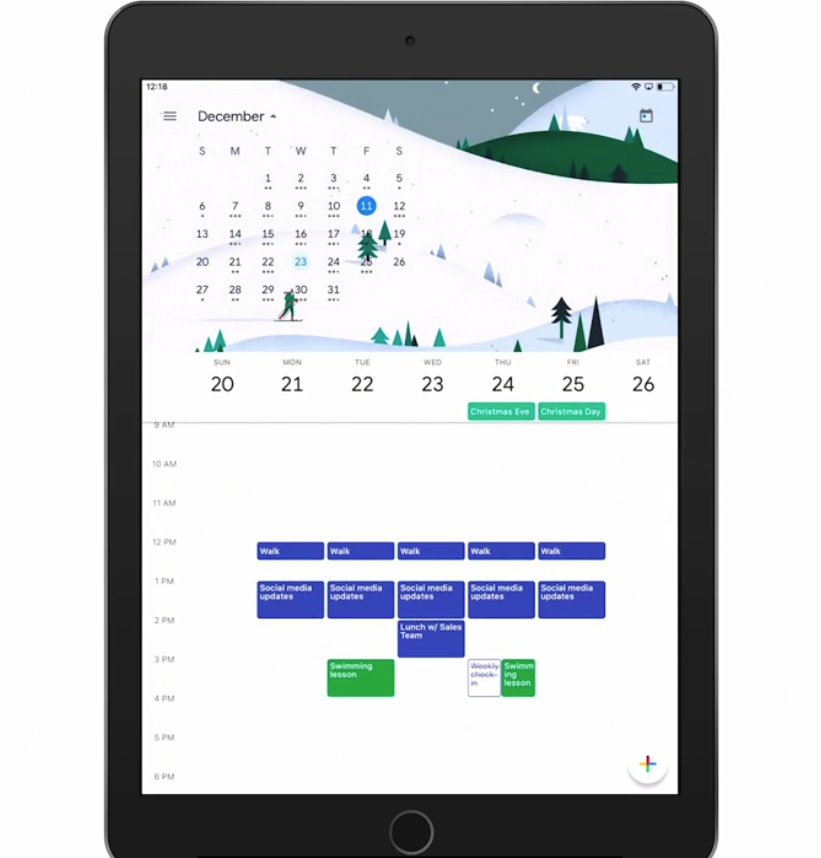 12:18
December
S M T W T F S
1 2 3 4 5
6 7 8 9 10 11 12
13 14 15 16 17 18 19
20 21 22 23 24 25 26
27 28 29 30 31
SUN MON TUE WED THU FRI SAT
20 21 22 23 24 25 26
Christmas Eve Christmas Day
9 AM
10 AM
11 AM
12 PM
Walk Walk Walk Walk Walk
1 PM
Social media Social media Social media Social media Social media
updates updates updates updates updates
2 PM
Lunch w/ Sales
Team
3 PM
Swimming Weekly Swimm
lesson check- ing
in lesson
4 PM
5 PM
6 PM